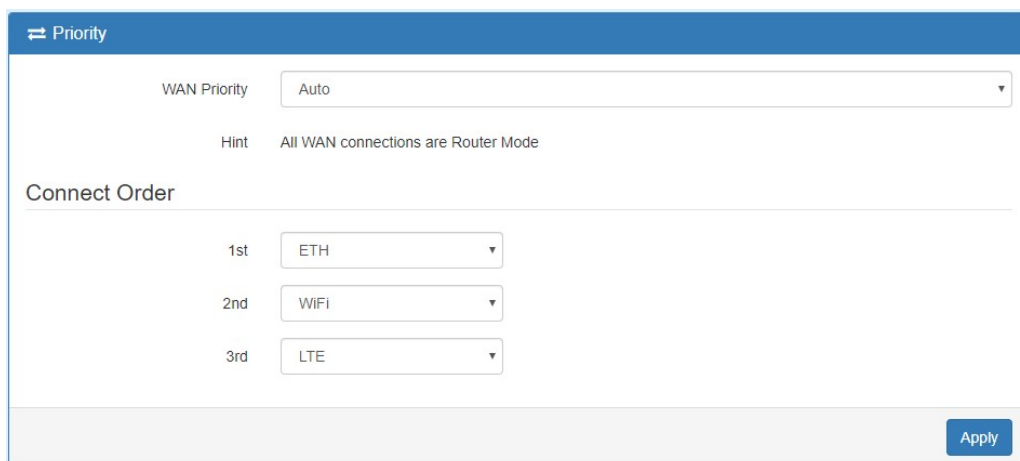 Priority
WAN Priority Auto
Hint All WAN connections are Router Mode
Connect Order
1st ETH
2nd WiFi
3rd LTE
Apply